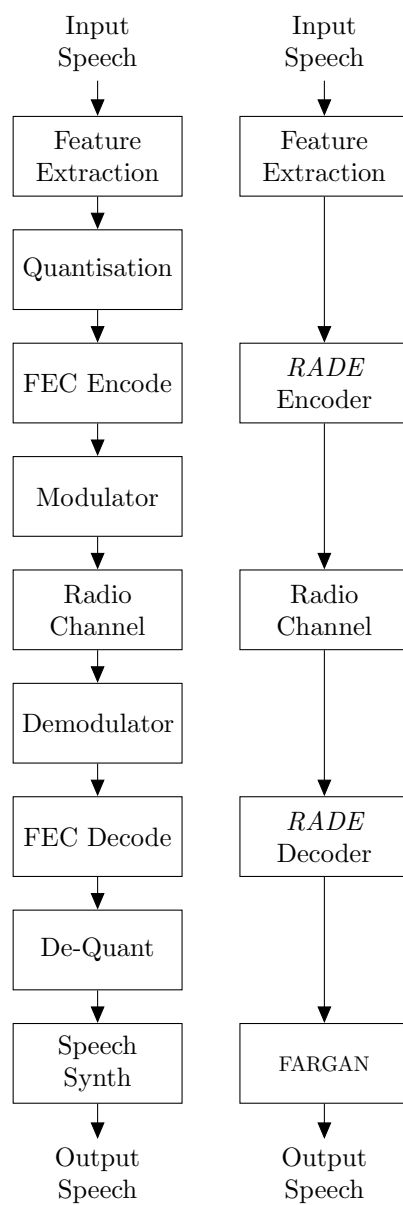 Input
Speech
Feature
Extraction
Quantisation
FEC Encode
Modulator
Radio
Channel
Demodulator
FEC Decode
De-Quant
Speech
Synth
Output
Speech
Input
Speech
Feature
Extraction
RADE
Encoder
Radio
Channel
RADE
Decoder
FARGAN
Output
Speech